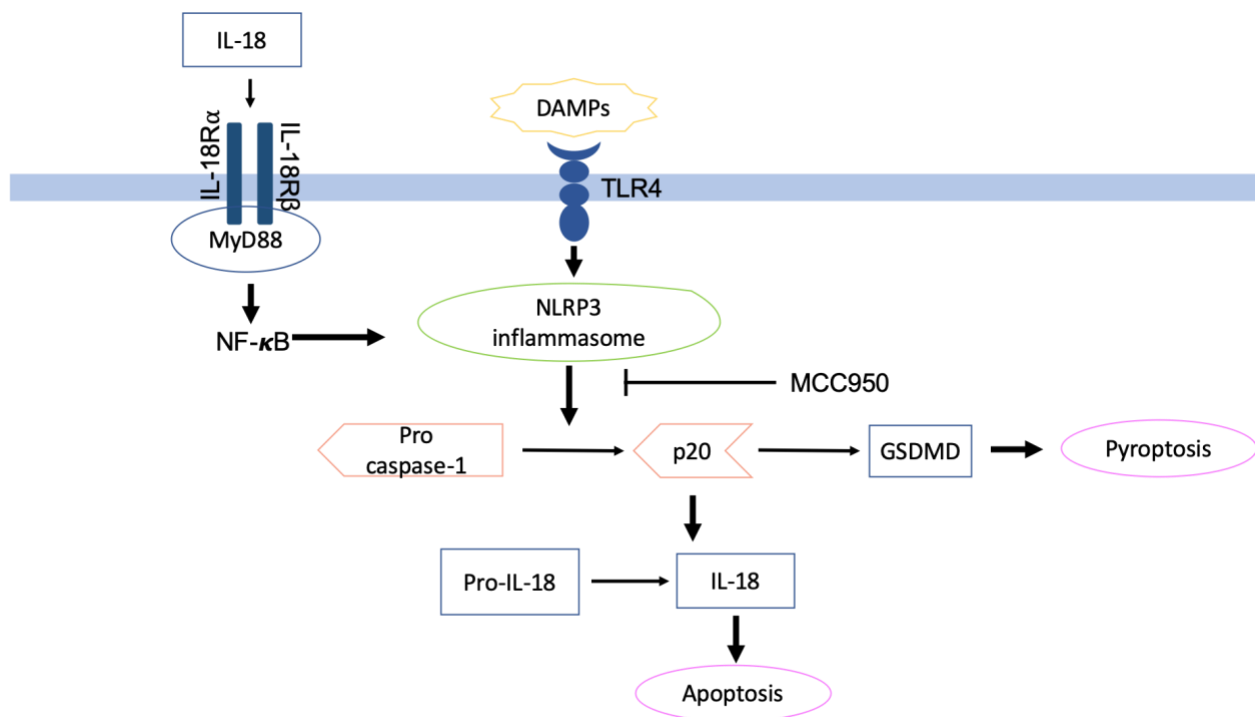 IL-18
DAMPs
IL-18Rα
IL-18Rβ
TLR4
MyD88
NLRP3
inflammasome
NF-κB
MCC950
Pro
caspase-1
p20
GSDMD
Pyroptosis
Pro-IL-18
IL-18
Apoptosis